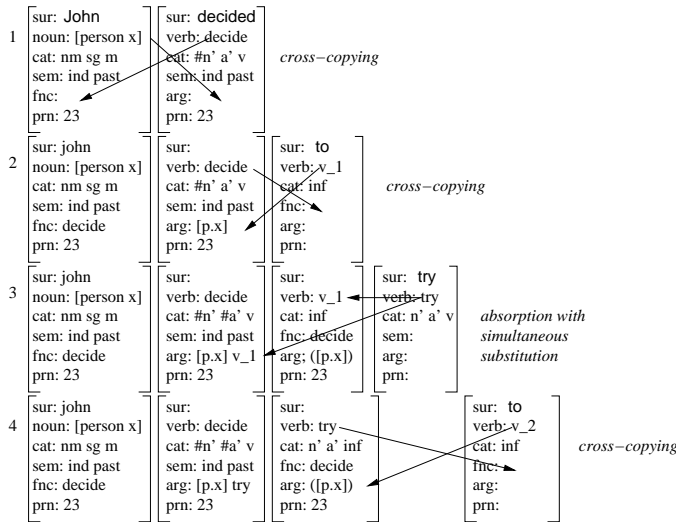 sur: John
noun: [person x]
cat: nm sg m
sem: ind past
fnc:
prn: 23
sur: decided
verb: decide
cat: #n' a' v
sem: ind past
arg:
prn: 23
1
cross−copying
sur: john
noun: [person x]
cat: nm sg m
sem: ind past
fnc: decide
prn: 23
sur:
verb: decide
cat: #n' a' v
sem: ind past
arg: [p.x]
prn: 23
sur: to
verb: v_1
cat: inf
fnc:
arg:
prn:
2
cross−copying
sur: john
noun: [person x]
cat: nm sg m
sem: ind past
fnc: decide
prn: 23
sur:
verb: decide
cat: #n' #a' v
sem: ind past
arg: [p.x] v_1
prn: 23
sur:
verb: v_1
cat: inf
fnc: decide
arg; ([p.x])
prn: 23
sur: try
verb: try
cat: n' a' v
sem:
arg:
prn:
3
absorption with
simultaneous
substitution
sur: john
noun: [person x]
cat: nm sg m
sem: ind past
fnc: decide
prn: 23
sur:
verb: decide
cat: #n' #a' v
sem: ind past
arg: [p.x] try
prn: 23
sur:
verb: try
cat: n' a' inf
fnc: decide
arg: ([p.x])
prn: 23
sur: to
verb: v_2
cat: inf
fnc:
arg:
prn:
4
cross−copying